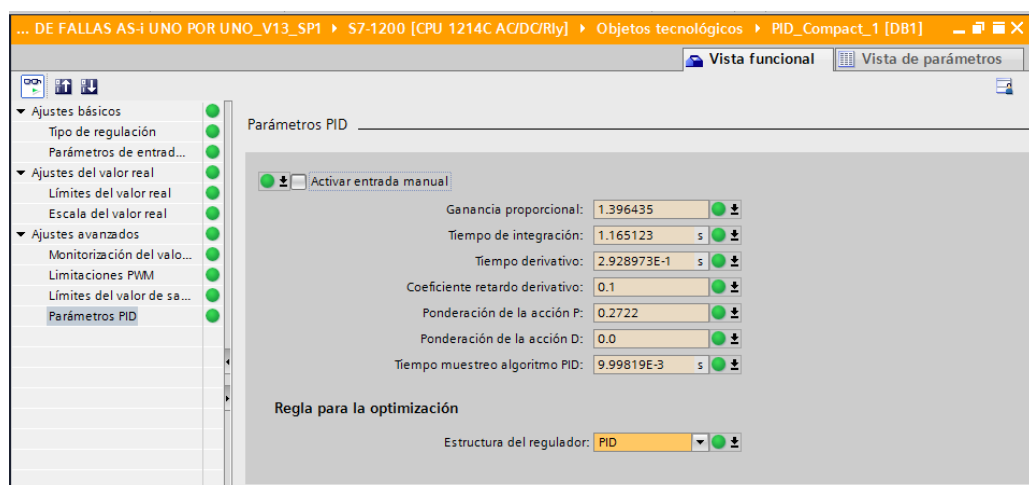 ... DE FALLAS AS-i UNO POR UNO_V13_SP1 ▸ S7-1200 [CPU 1214C AC/DC/Rly] ▸ Objetos tecnológicos ▸ PID_Compact_1 [DB1]
Vista funcional
Vista de parámetros
Ajustes básicos
Tipo de regulación
Parámetros de entrad...
Ajustes del valor real
Límites del valor real
Escala del valor real
Ajustes avanzados
Monitorización del valo...
Limitaciones PWM
Límites del valor de sa...
Parámetros PID
Parámetros PID
Activar entrada manual
Ganancia proporcional: 1.396435
Tiempo de integración: 1.165123 s
Tiempo derivativo: 2.928973E-1 s
Coeficiente retardo derivativo: 0.1
Ponderación de la acción P: 0.2722
Ponderación de la acción D: 0.0
Tiempo muestreo algoritmo PID: 9.99819E-3 s
Regla para la optimización
Estructura del regulador: PID